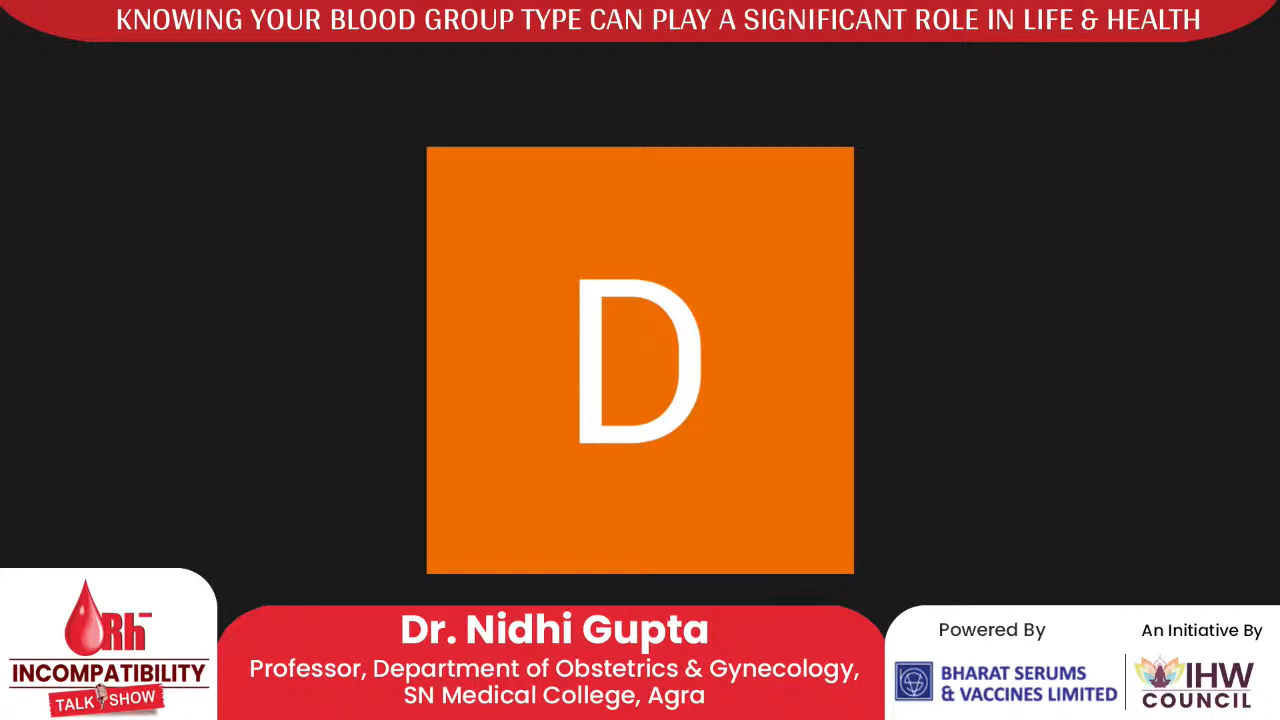 KNOWING YOUR BLOOD GROUP TYPE CAN PLAY A SIGNIFICANT ROLE IN LIFE & HEALTH
D
Rh-
INCOMPATIBILITY
TALK SHOW
Dr. Nidhi Gupta
Professor, Department of Obstetrics & Gynecology,
SN Medical College, Agra
Powered By
BHARAT SERUMS
& VACCINES LIMITED
An Initiative By
IHW
COUNCIL